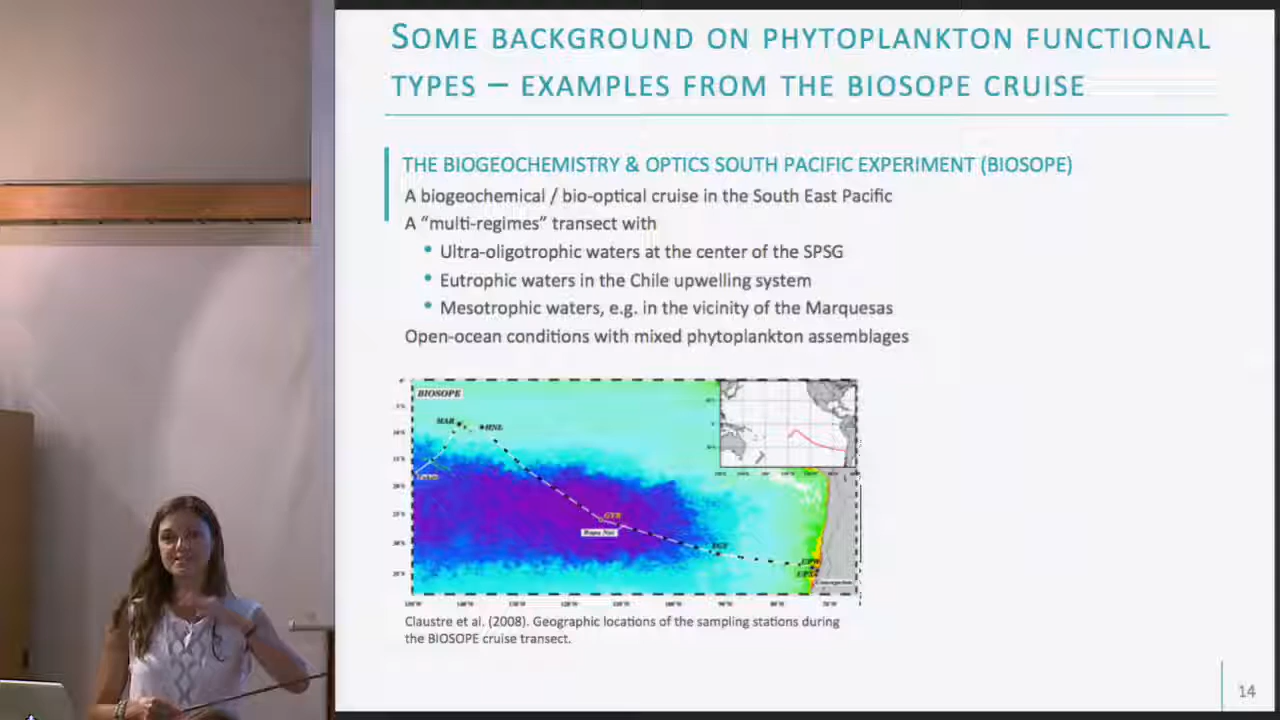 SOME BACKGROUND ON PHYTOPLANKTON FUNCTIONAL
TYPES – EXAMPLES FROM THE BIOSOPE CRUISE
THE BIOGEOCHEMISTRY & OPTICS SOUTH PACIFIC EXPERIMENT (BIOSOPE)
A biogeochemical / bio-optical cruise in the South East Pacific
A “multi-regimes” transect with
• Ultra-oligotrophic waters at the center of the SPSG
• Eutrophic waters in the Chile upwelling system
• Mesotrophic waters, e.g. in the vicinity of the Marquesas
Open-ocean conditions with mixed phytoplankton assemblages
BIOSOPE
MAR
HNL
GYR
Rapa Nui
EGY
UPW
UPX
Claustre et al. (2008). Geographic locations of the sampling stations during
the BIOSOPE cruise transect.
14